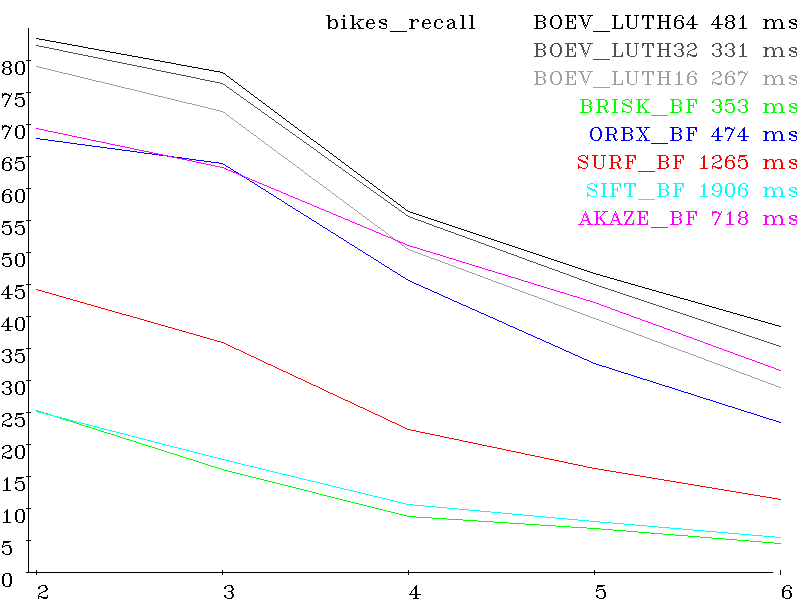 bikes_recall
BOEV_LUTH64 481 ms
BOEV_LUTH32 331 ms
BOEV_LUTH16 267 ms
BRISK_BF 353 ms
ORBX_BF 474 ms
SURF_BF 1265 ms
SIFT_BF 1906 ms
AKAZE_BF 718 ms
80
75
70
65
60
55
50
45
40
35
30
25
20
15
10
5
0
2 3 4 5 6